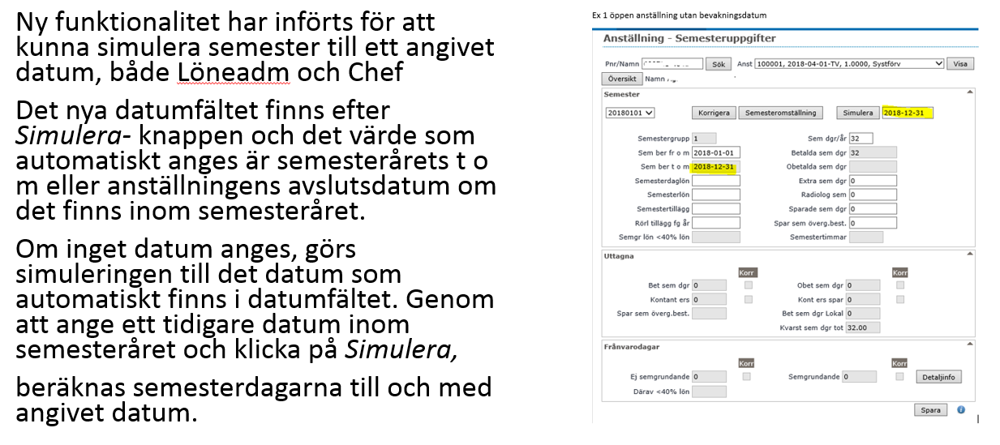 Ny funktionalitet har införts för att
kunna simulera semester till ett angivet
datum, både Löneadm och Chef
Det nya datumfältet finns efter
Simulera- knappen och det värde som
automatiskt anges är semesterårets t o
m eller anställningens avslutsdatum om
det finns inom semesteråret.
Om inget datum anges, görs
simuleringen till det datum som
automatiskt finns i datumfältet. Genom
att ange ett tidigare datum inom
semesteråret och klicka på Simulera,
beräknas semesterdagarna till och med
angivet datum.
Ex 1 öppen anställning utan bevakningsdatum
Anställning - Semesteruppgifter
Pnr/Namn Sök Anst 100001, 2018-04-01-TV, 1.0000, Systförv Visa
Översikt Namn
Semester
20180101 Korrigera Semesteromställning Simulera 2018-12-31
Semestergrupp 1 Sem dgr/år 32
Sem ber fr o m 2018-01-01 Betalda sem dgr 32
Sem ber t o m 2018-12-31 Obetalda sem dgr
Semesterdaglön Extra sem dgr 0
Semesterlön Radiolog sem 0
Semestertillägg Sparade sem dgr 0
Rörl tillägg fg år Spar sem överg.best. 0
Semgr lön <40% lön Semestertimmar
Uttagna
Korr Korr
Bet sem dgr 0 Obet sem dgr 0
Kontant ers 0 Kont ers spar 0
Spar sem överg.best. Bet sem dgr Lokal 0
Kvarst sem dgr tot 32.00
Frånvarodagar
Korr Korr
Ej semgrundande 0 Semgrundande 0 Detaljinfo
Därav <40% lön
Spara